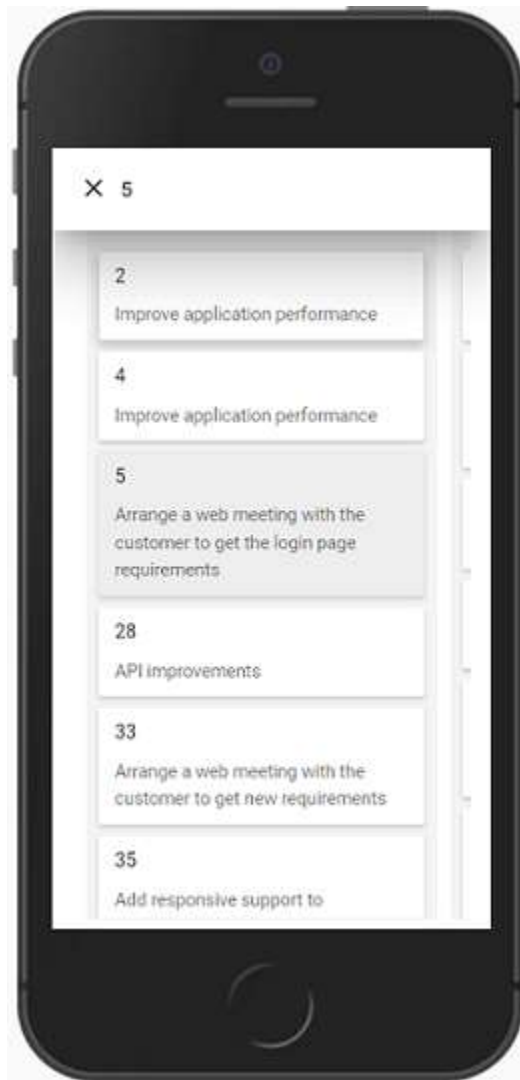 × 5
2
Improve application performance
4
Improve application performance
5
Arrange a web meeting with the
customer to get the login page
requirements
28
API improvements
33
Arrange a web meeting with the
customer to get new requirements
35
Add responsive support to